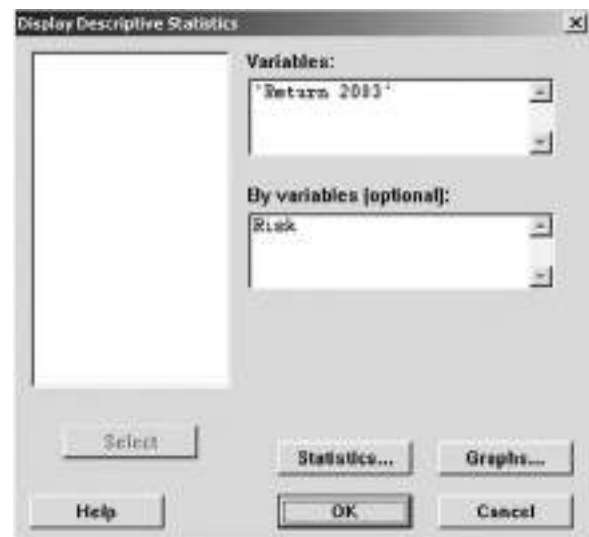 Display Descriptive Statistics
Variables:
'Return 2003'
By variables (optional):
Risk
Select
Statistics...
Graphs...
Help
OK
Cancel